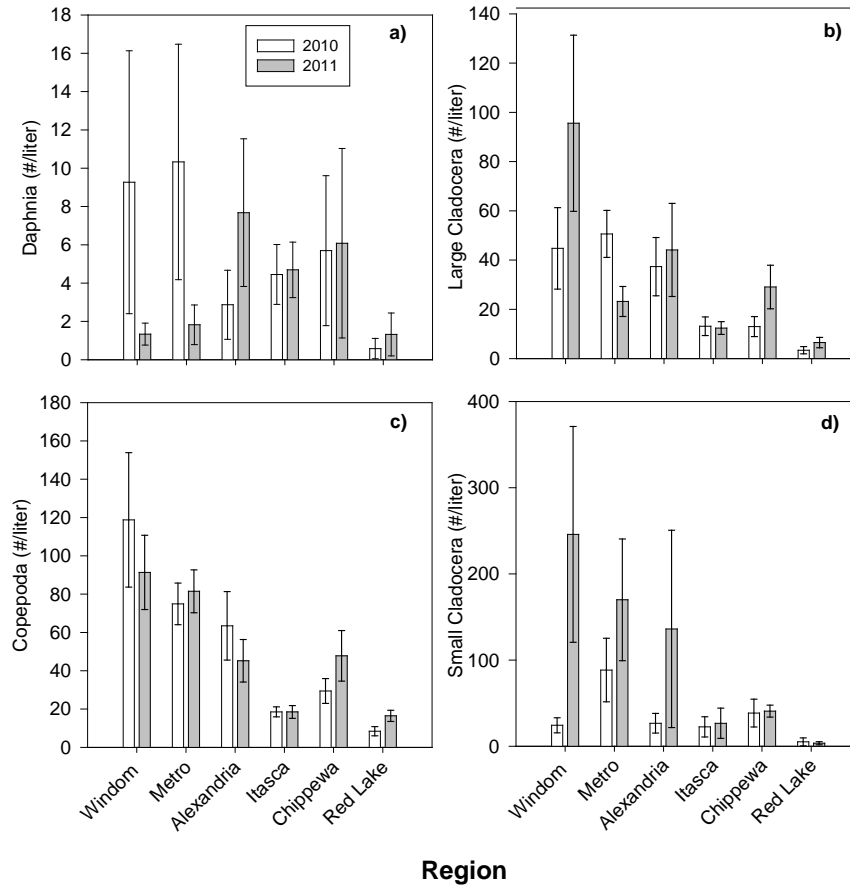 a)
2010
2011
18
16
14
12
10
8
6
4
2
0
Daphnia (#/liter)
b)
140
120
100
80
60
40
20
0
Large Cladocera (#/liter)
c)
180
160
140
120
100
80
60
40
20
0
Copepoda (#/liter)
Windom
Metro
Alexandria
Itasca
Chippewa
Red Lake
d)
400
300
200
100
0
Small Cladocera (#/liter)
Windom
Metro
Alexandria
Itasca
Chippewa
Red Lake
Region